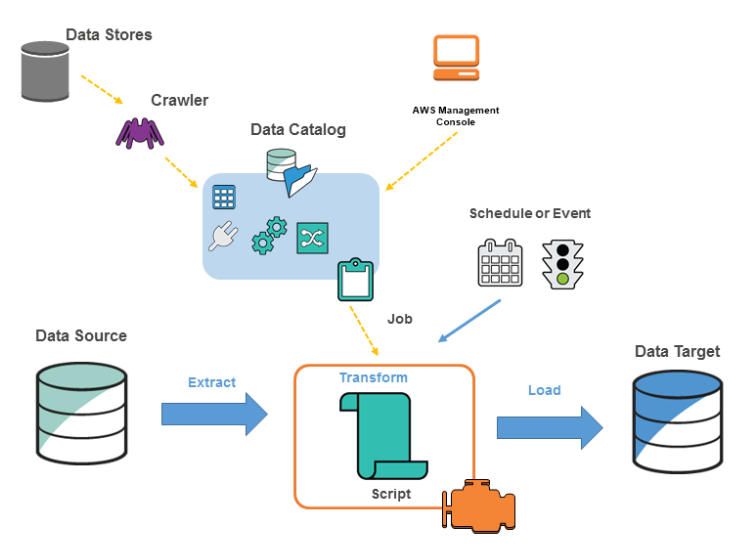 Data Stores
Crawler
AWS Management
Console
Data Catalog
Schedule or Event
Job
Data Source
Data Target
Extract
Transform
Load
Script